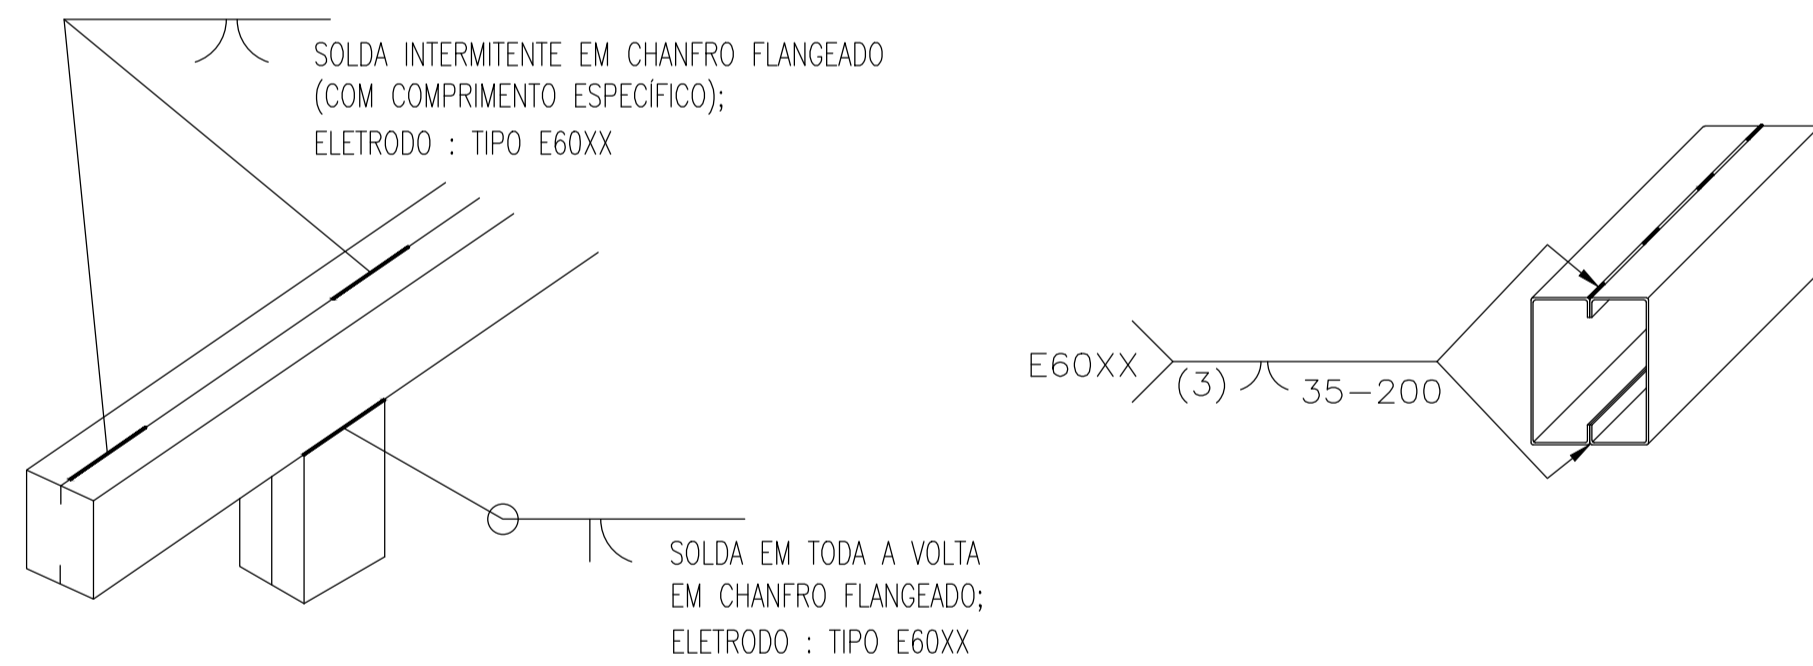 SOLDA INTERMITENTE EM CHANFRO FLANGEADO
(COM COMPRIMENTO ESPECÍFICO);
ELETRODO : TIPO E60XX
E60XX (3) 35-200
SOLDA EM TODA A VOLTA
EM CHANFRO FLANGEADO;
ELETRODO : TIPO E60XX